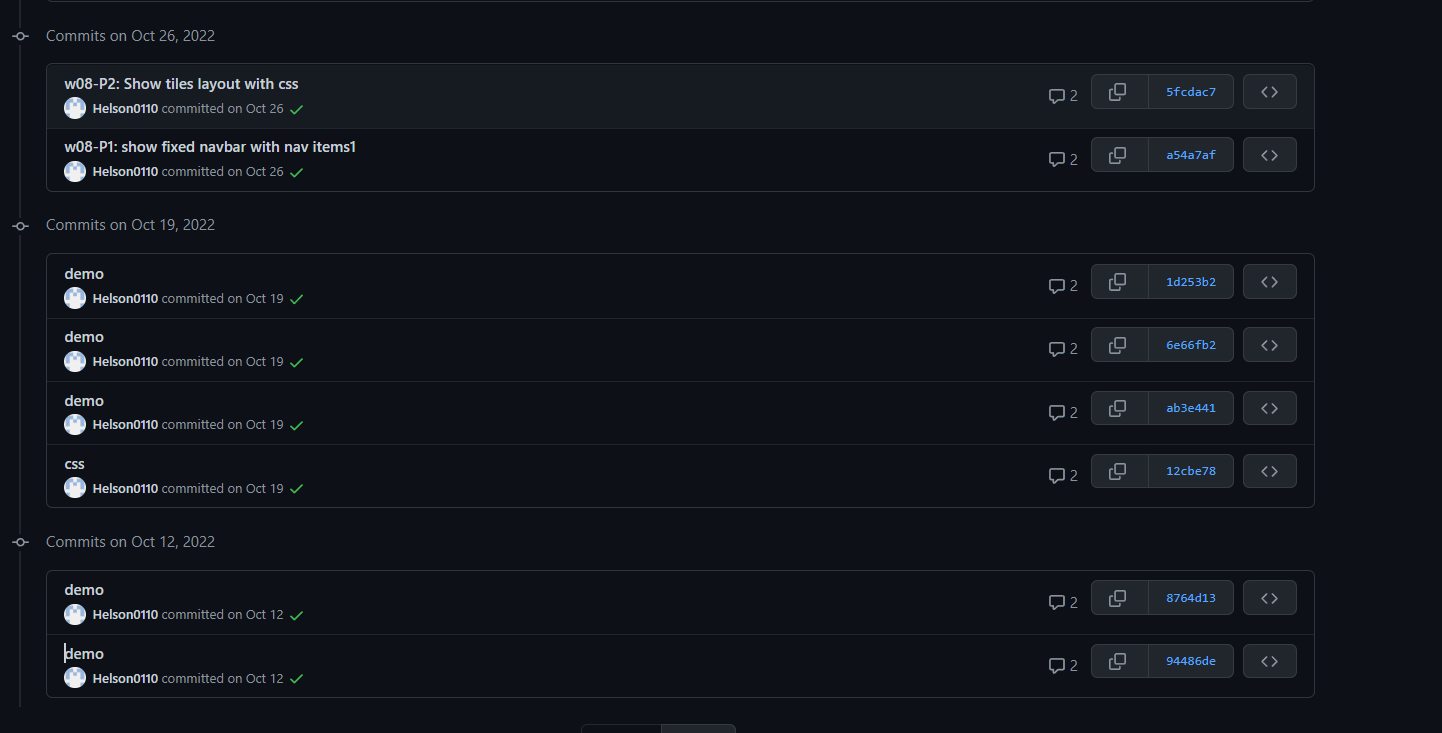 Commits on Oct 26, 2022
w08-P2: Show tiles layout with css
Helson0110 committed on Oct 26
2
5fcdac7
w08-P1: show fixed navbar with nav items1
Helson0110 committed on Oct 26
2
a54a7af
Commits on Oct 19, 2022
demo
Helson0110 committed on Oct 19
2
1d253b2
demo
Helson0110 committed on Oct 19
2
6e66fb2
demo
Helson0110 committed on Oct 19
2
ab3e441
css
Helson0110 committed on Oct 19
2
12cbe78
Commits on Oct 12, 2022
demo
Helson0110 committed on Oct 12
2
8764d13
demo
Helson0110 committed on Oct 12
2
94486de